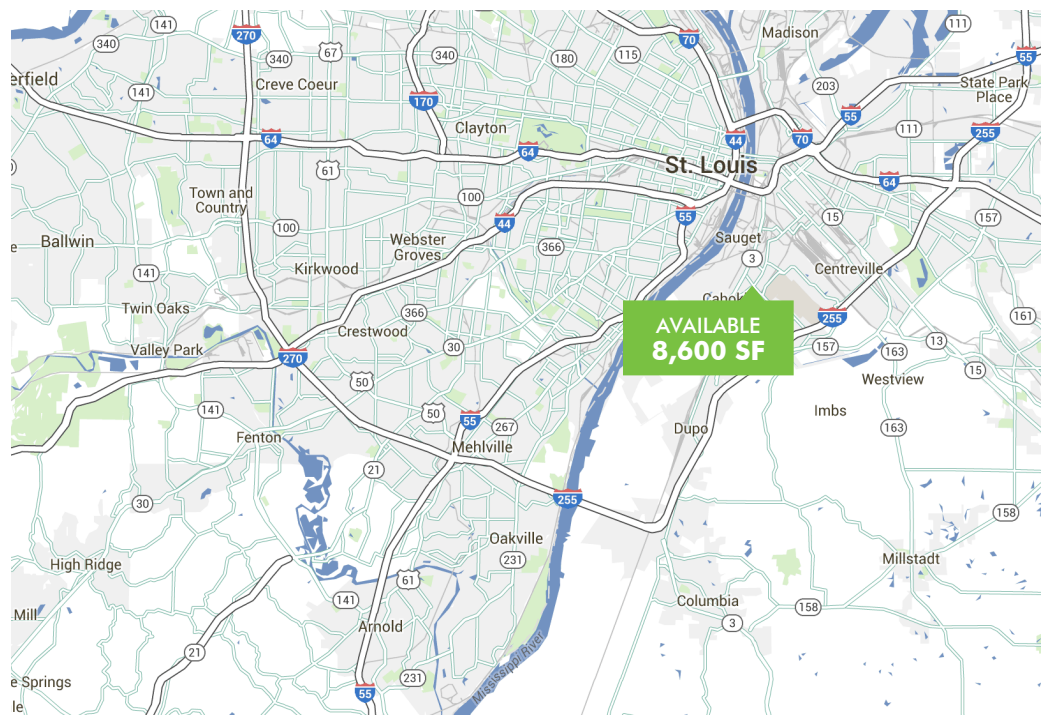 141
270
67
70
Madison
111
340
340
180
115
55
erfield
Creve Coeur
203
State Park
Place
141
170
55
Clayton
111
255
64
64
44
70
61
St. Louis
64
Town and
Country
100
55
15
157
100
44
Sauget
Ballwin
Webster
Groves
366
3
e
141
Kirkwood
Centreville
Twin Oaks
366
Cahok
255
161
Crestwood
AVAILABLE
8,600 SF
Valley Park
30
157
163
13
270
50
Westview
15
141
50
55
267
Imbs
Fenton
Mehlville
Dupo
163
21
30
255
158
Oakville
High Ridge
231
Millstadt
61
141
Columbia
158
Mill
Arnold
3
21
Mississippi River
e Springs
231
55
le